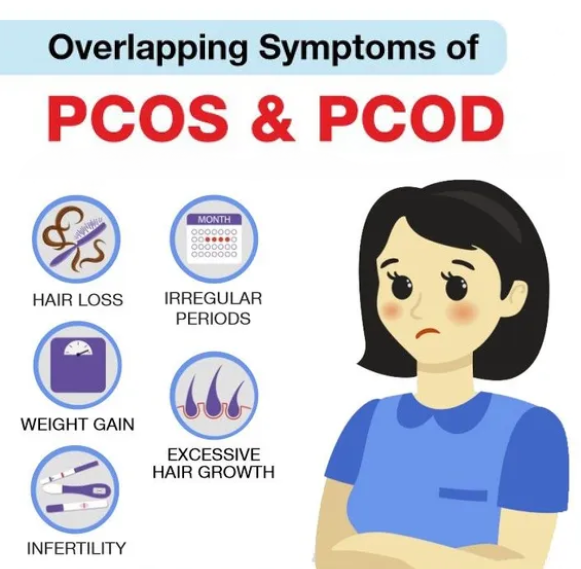 Overlapping Symptoms of
PCOS & PCOD
MONTH
HAIR LOSS
IRREGULAR
PERIODS
WEIGHT GAIN
EXCESSIVE
HAIR GROWTH
INFERTILITY